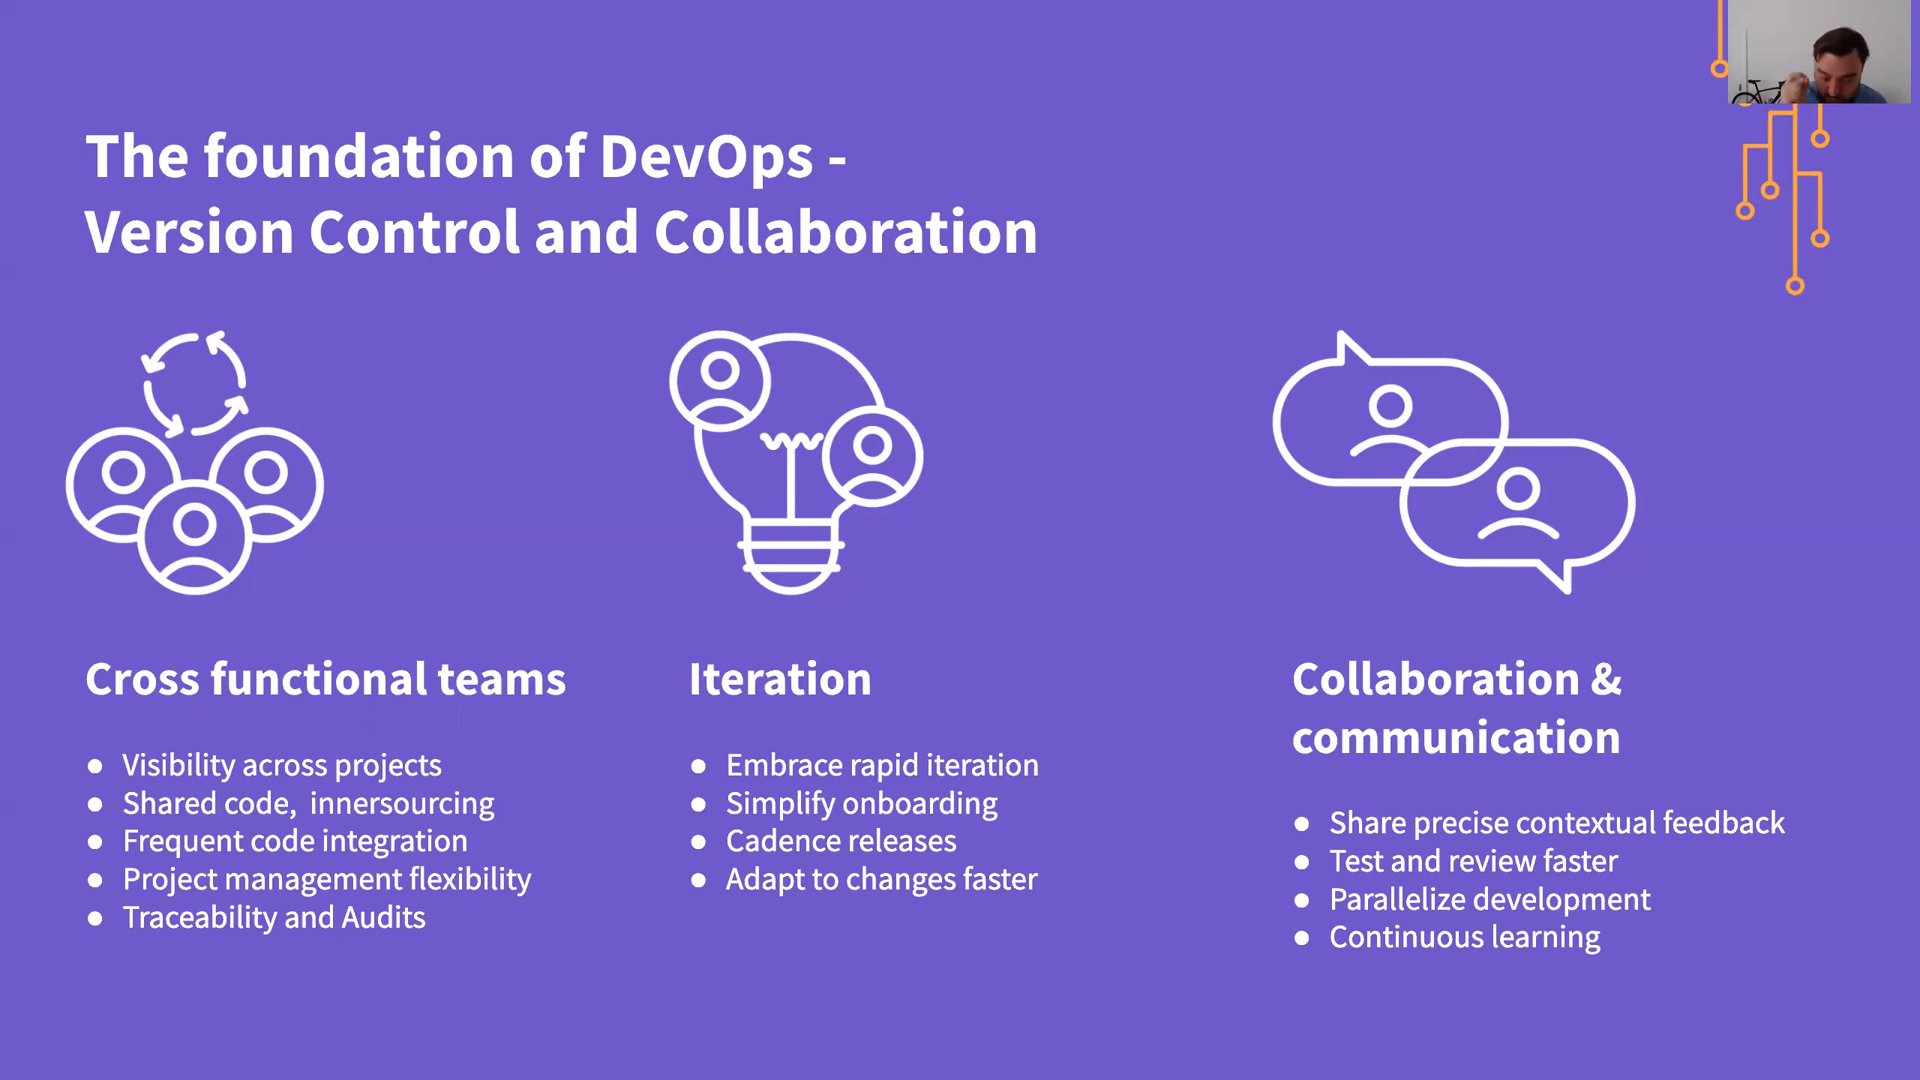 The foundation of DevOps -
Version Control and Collaboration
Cross functional teams
● Visibility across projects
● Shared code,  innersourcing
● Frequent code integration
● Project management flexibility
● Traceability and Audits
Iteration
● Embrace rapid iteration
● Simplify onboarding
● Cadence releases
● Adapt to changes faster
Collaboration &
communication
● Share precise contextual feedback
● Test and review faster
● Parallelize development
● Continuous learning